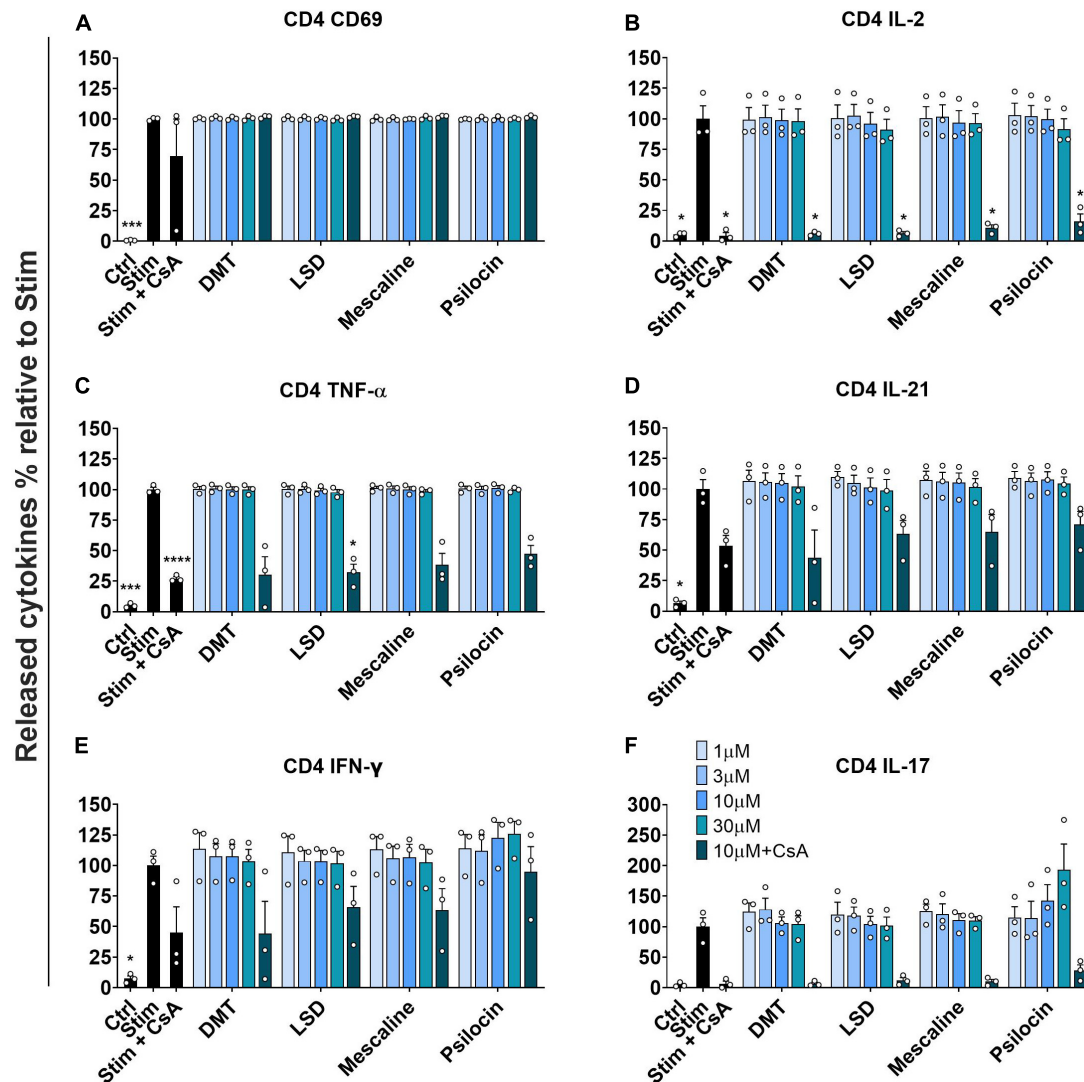 Released cytokines % relative to Stim
A
CD4 CD69
150
125
100
75
50
25
0
***
Ctrl
Stim
Stim + CsA
DMT
LSD
Mescaline
Psilocin
B
CD4 IL-2
150
125
100
75
50
25
0
*
*
*
*
*
*
Ctrl
Stim
Stim + CsA
DMT
LSD
Mescaline
Psilocin
C
CD4 TNF-α
150
125
100
75
50
25
0
***
****
*
Ctrl
Stim
Stim + CsA
DMT
LSD
Mescaline
Psilocin
D
CD4 IL-21
150
125
100
75
50
25
0
*
Ctrl
Stim
Stim + CsA
DMT
LSD
Mescaline
Psilocin
E
CD4 IFN-γ
150
125
100
75
50
25
0
*
Ctrl
Stim
Stim + CsA
DMT
LSD
Mescaline
Psilocin
F
CD4 IL-17
1μM
3μM
10μM
30μM
10μM+CsA
300
250
200
150
100
50
0
Ctrl
Stim
Stim + CsA
DMT
LSD
Mescaline
Psilocin